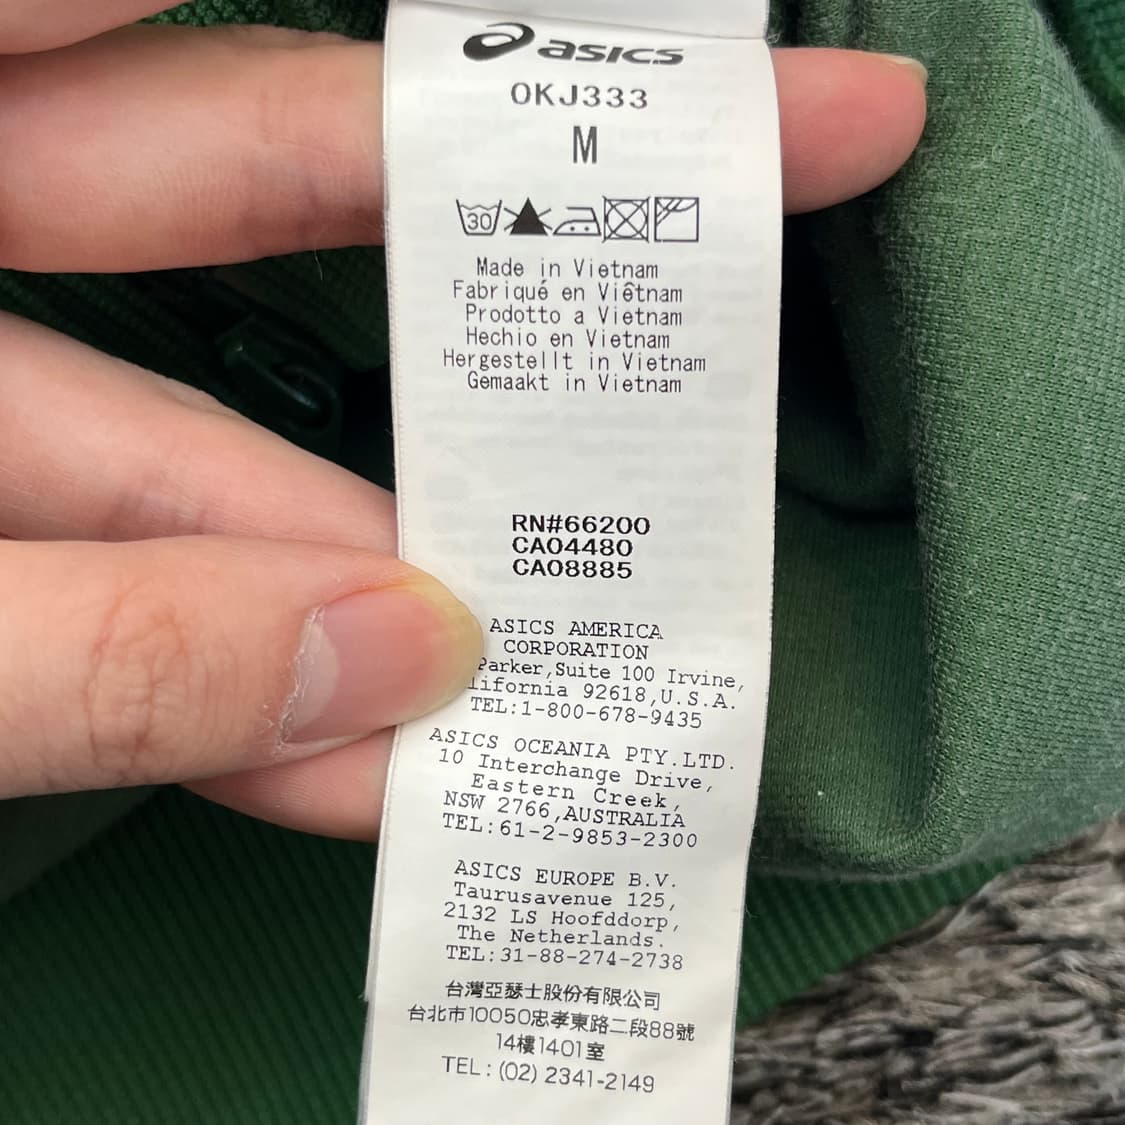 asics
OKJ333
M
30
Made in Vietnam
Fabriqué en Viêtnam
Prodotto a Vietnam
Hechio en Vietnam
Hergestellt in Vietnam
Gemaakt in Vietnam
RN#66200
CA04480
CA08885
ASICS AMERICA
CORPORATION
Parker,Suite 100 Irvine,
92618,U.S.A.
TEL:1-800-678-9435
ASICS OCEANIA PTY.LTD.
10 Interchange Drive,
Eastern Creek,
NSW 2766,AUSTRALIA
TEL:61-2-9853-2300
ASICS EUROPE B.V.
Taurusavenue 125,
2132 LS Hoofddorp,
The Netherlands.
TEL:31-88-274-2738
台灣亞瑟士股份有限公司
台北市10050忠孝東路二段88號
14樓1401室
TEL:(02) 2341-2149